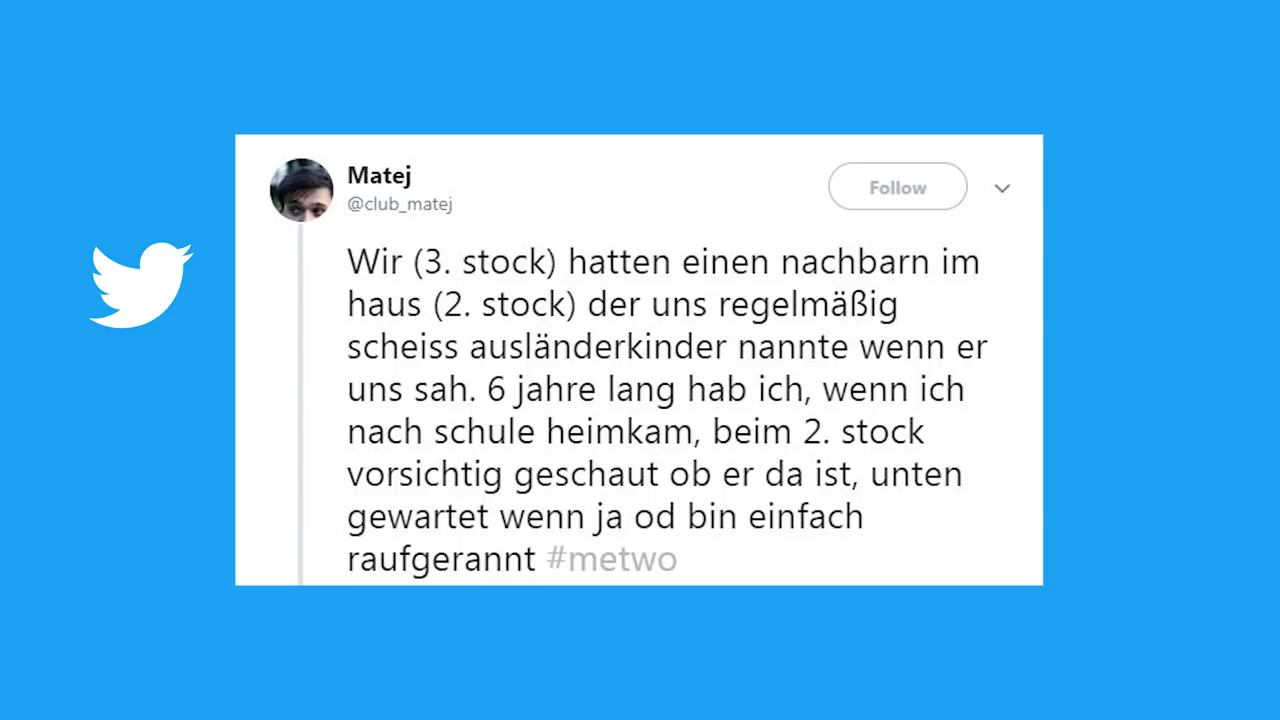 Matej
@club_matej
Follow
Wir (3. stock) hatten einen nachbarn im
haus (2. stock) der uns regelmäßig
scheiss ausländerkinder nannte wenn er
uns sah. 6 jahre lang hab ich, wenn ich
nach schule heimkam, beim 2. stock
vorsichtig geschaut ob er da ist, unten
gewartet wenn ja od bin einfach
raufgerannt #metwo